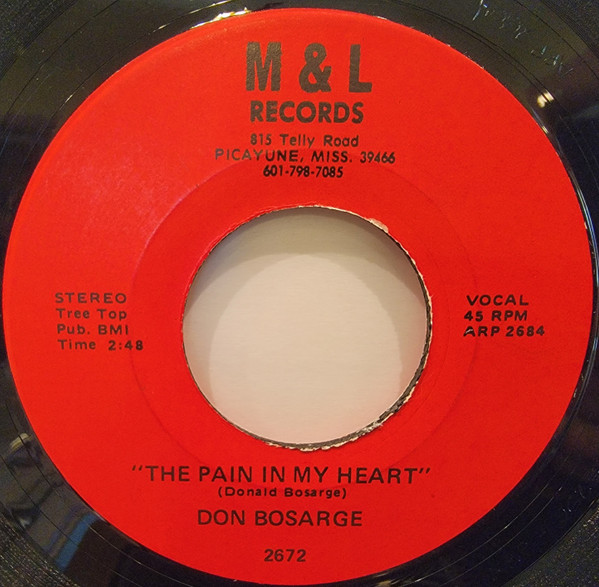 M & L
RECORDS
815 Telly Road
PICAYUNE, MISS. 39466
601-798-7085
STEREO
Tree Top
Pub. BMI
Time 2:48
VOCAL
45 RPM
ARP 2684
"THE PAIN IN MY HEART"
(Donald Bosarge)
DON BOSARGE
2672